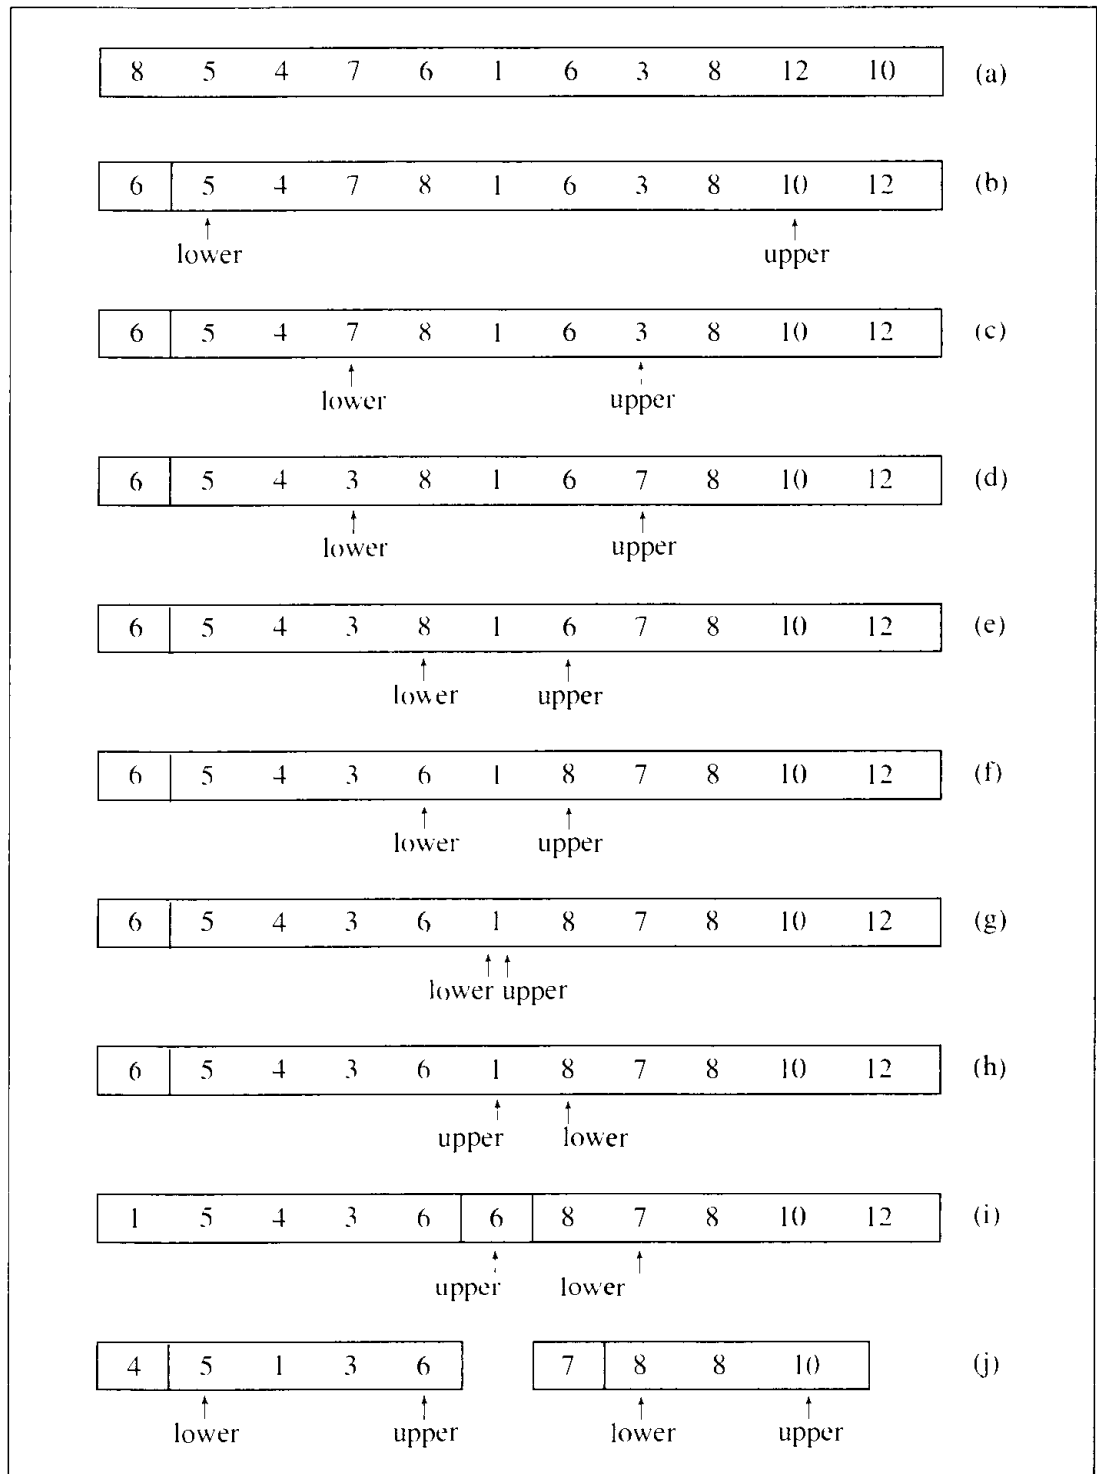 8 5 4 7 6 1 6 3 8 12 10 (a)
6 5 4 7 8 1 6 3 8 10 12 (b)
lower upper
6 5 4 7 8 1 6 3 8 10 12 (c)
lower upper
6 5 4 3 8 1 6 7 8 10 12 (d)
lower upper
6 5 4 3 8 1 6 7 8 10 12 (e)
lower upper
6 5 4 3 6 1 8 7 8 10 12 (f)
lower upper
6 5 4 3 6 1 8 7 8 10 12 (g)
lower upper
6 5 4 3 6 1 8 7 8 10 12 (h)
upper lower
1 5 4 3 6 6 8 7 8 10 12 (i)
upper lower
4 5 1 3 6 7 8 8 10 (j)
lower upper lower upper